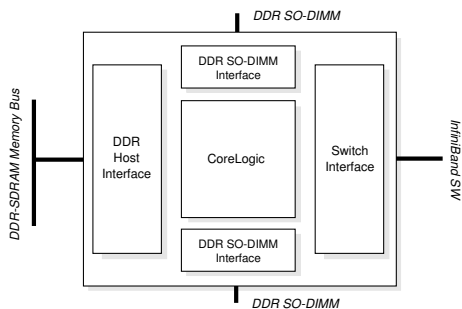 DDR SO-DIMM
DDR SO-DIMM
Interface
DDR-SDRAM Memory Bus
DDR
Host
Interface
CoreLogic
Switch
Interface
InfiniBand SW
DDR SO-DIMM
Interface
DDR SO-DIMM